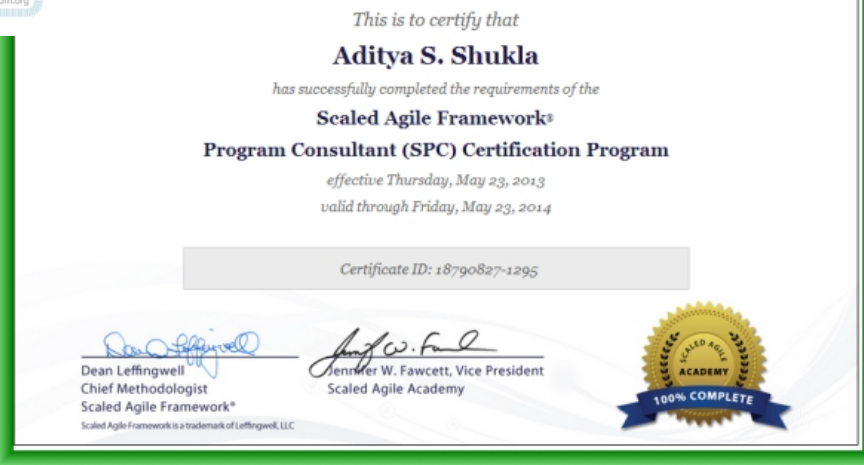 This is to certify that
Aditya S. Shukla
has successfully completed the requirements of the
Scaled Agile Framework®
Program Consultant (SPC) Certification Program
effective Thursday, May 23, 2013
valid through Friday, May 23, 2014
Certificate ID: 18790827-1295
Dean Leffingwell
Chief Methodologist
Scaled Agile Framework®
Scaled Agile Framework is a trademark of Leffingwell, LLC
Jennifer W. Fawcett, Vice President
Scaled Agile Academy
SCALED AGILE
ACADEMY
100% COMPLETE